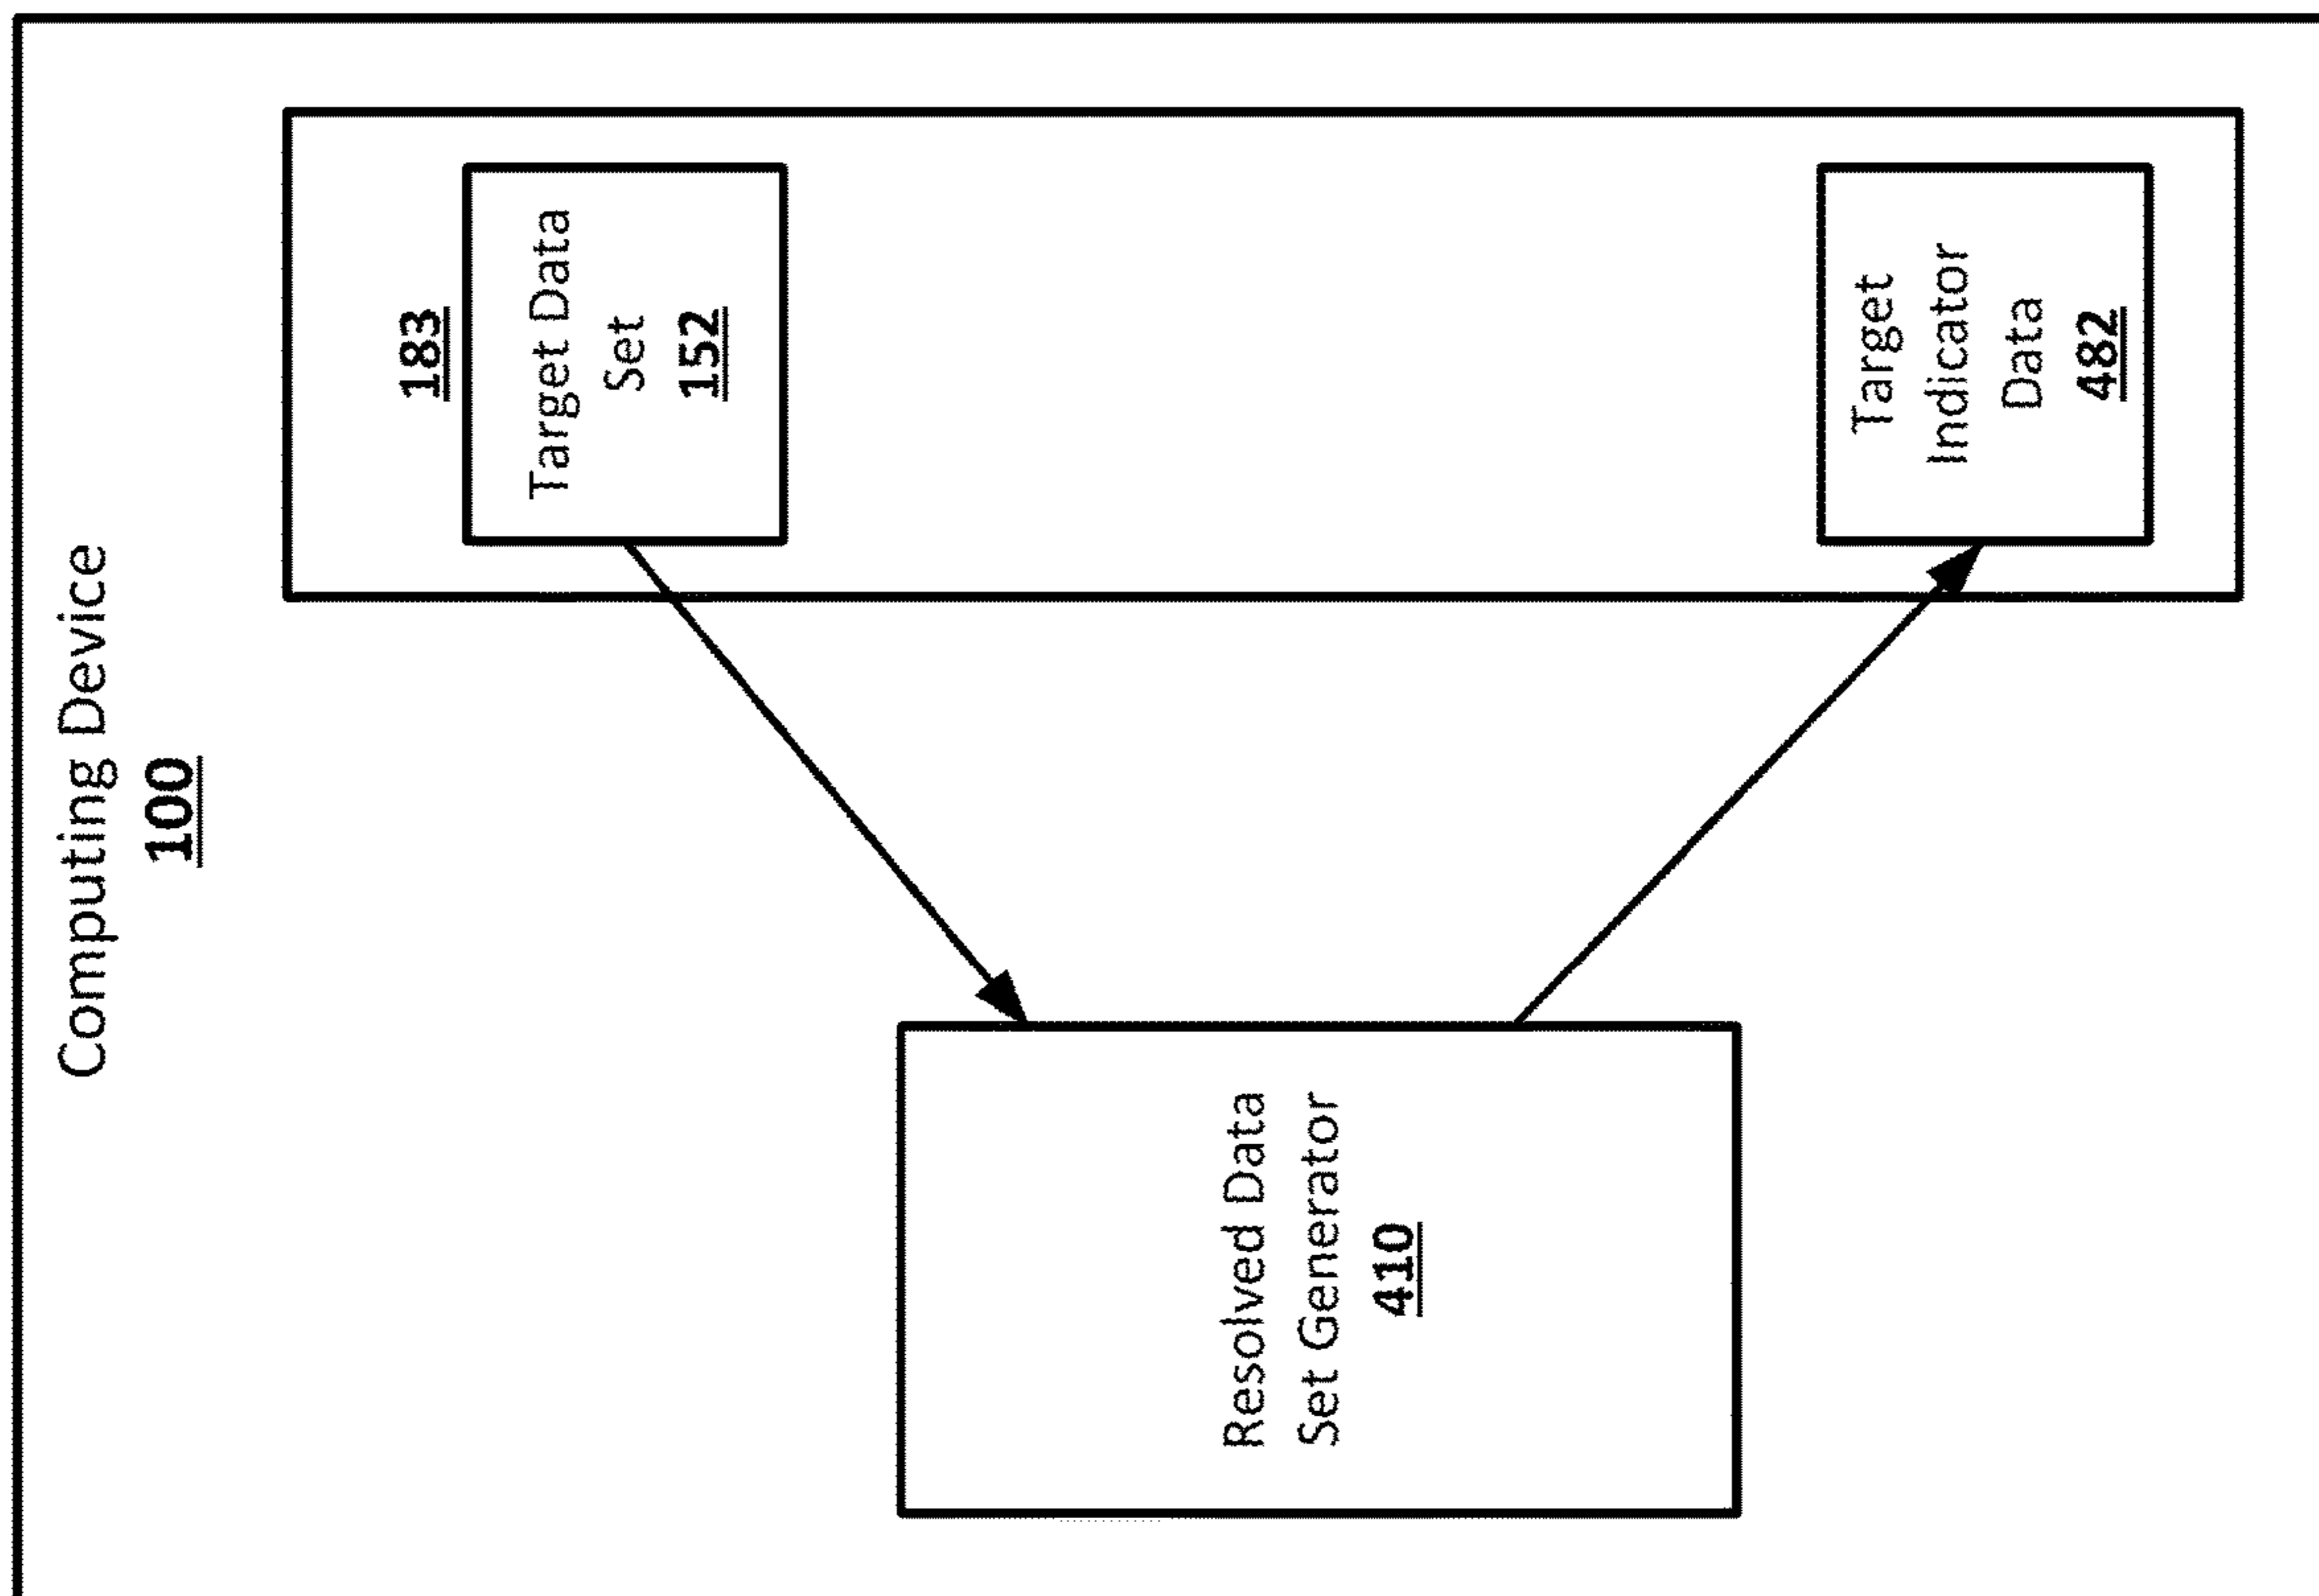 Computing Device
100
183
Target Data
Set
152
Target
Indicator
Data
482
Resolved Data
Set Generator
410